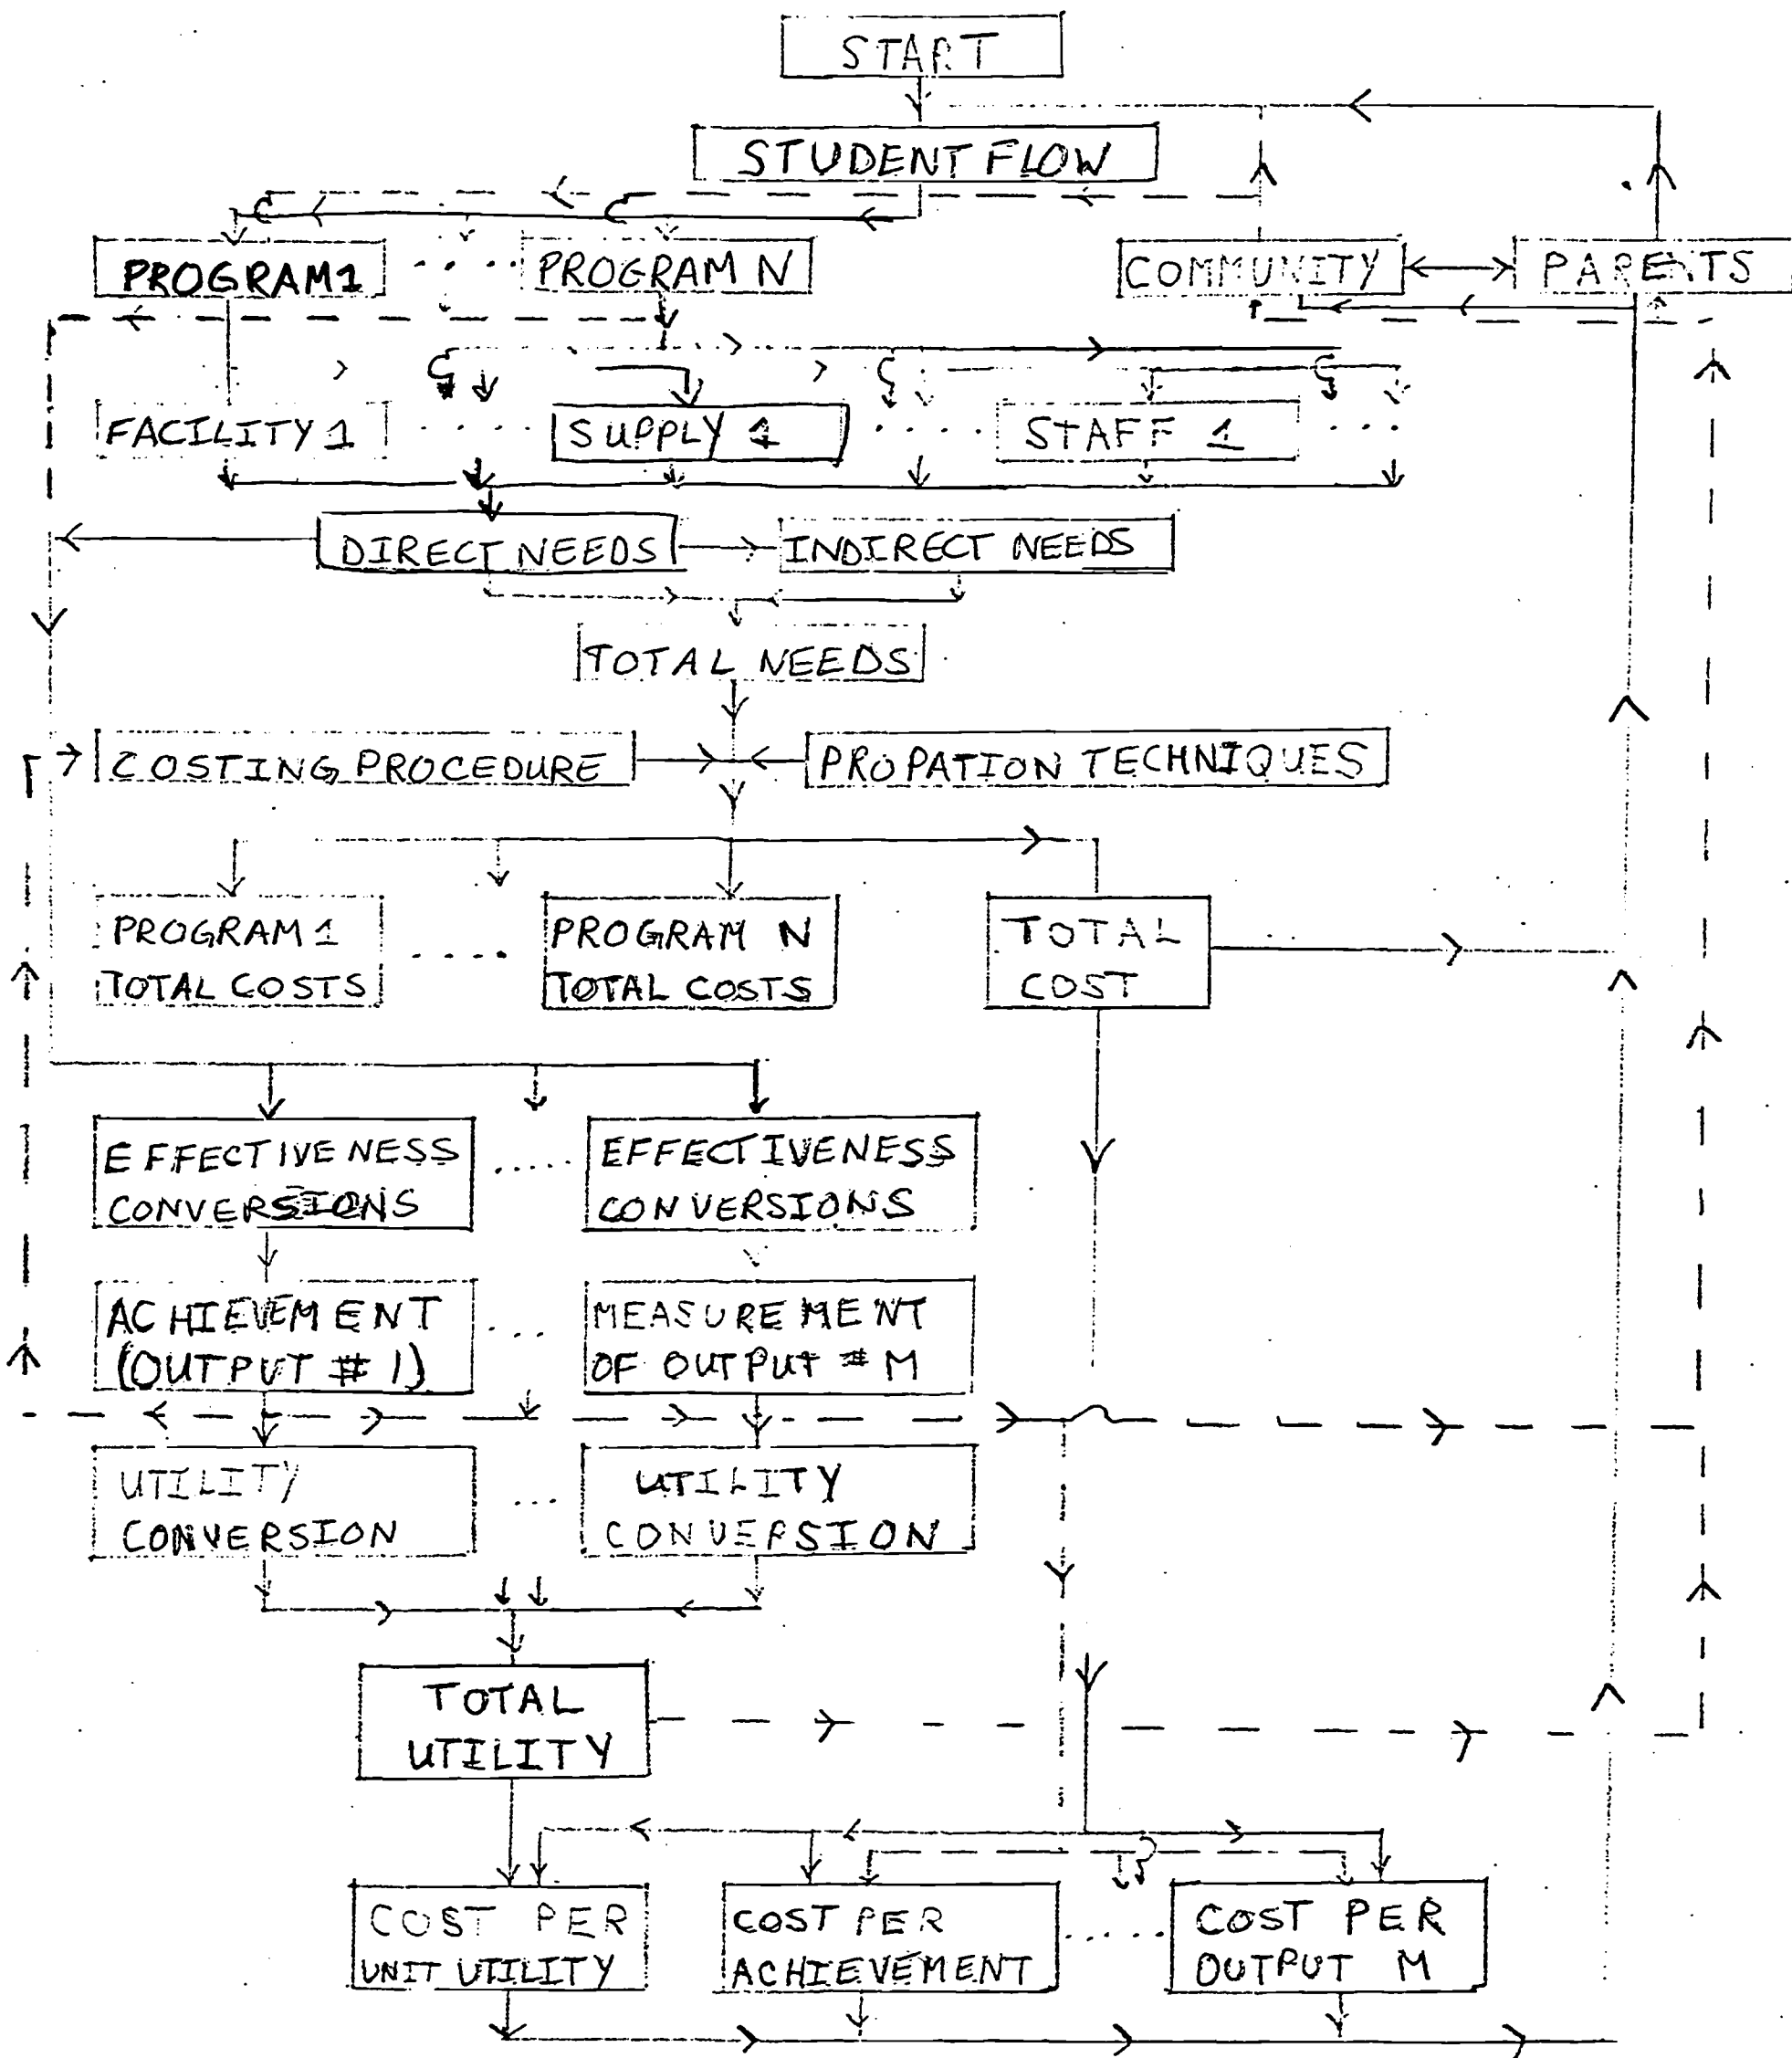 START
STUDENT FLOW
PROGRAM 1 . . . . . PROGRAM N
COMMUNITY
PARENTS
FACILITY 1 . . . . . SUPPLY 1 . . . . . STAFF 1 . . .
DIRECT NEEDS
INDIRECT NEEDS
TOTAL NEEDS
COSTING PROCEDURE
PROPATION TECHNIQUES
PROGRAM 1
TOTAL COSTS
. . . . .
PROGRAM N
TOTAL COSTS
TOTAL
COST
EFFECTIVENESS
CONVERSIONS
. . . . .
EFFECTIVENESS
CONVERSIONS
ACHIEVEMENT
(OUTPUT # 1)
. . .
MEASUREMENT
OF OUTPUT # M
UTILITY
CONVERSION
. . .
UTILITY
CONVERSION
TOTAL
UTILITY
COST PER
UNIT UTILITY
COST PER
ACHIEVEMENT
. . . . .
COST PER
OUTPUT M